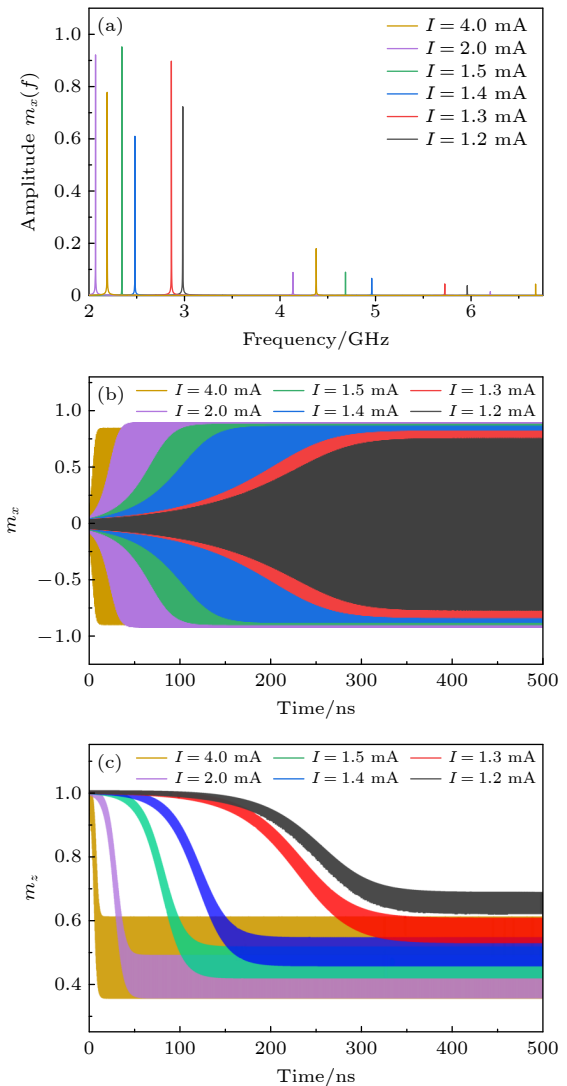 (a)
I = 4.0 mA
I = 2.0 mA
I = 1.5 mA
I = 1.4 mA
I = 1.3 mA
I = 1.2 mA
Amplitude mₓ(f)
1.0
0.8
0.6
0.4
0.2
0
2 3 4 5 6
Frequency/GHz
(b)
I = 4.0 mA I = 1.5 mA I = 1.3 mA
I = 2.0 mA I = 1.4 mA I = 1.2 mA
mₓ
1.0
0.5
0
−0.5
−1.0
0 100 200 300 400 500
Time/ns
(c)
I = 4.0 mA I = 1.5 mA I = 1.3 mA
I = 2.0 mA I = 1.4 mA I = 1.2 mA
m_z
1.0
0.8
0.6
0.4
0 100 200 300 400 500
Time/ns